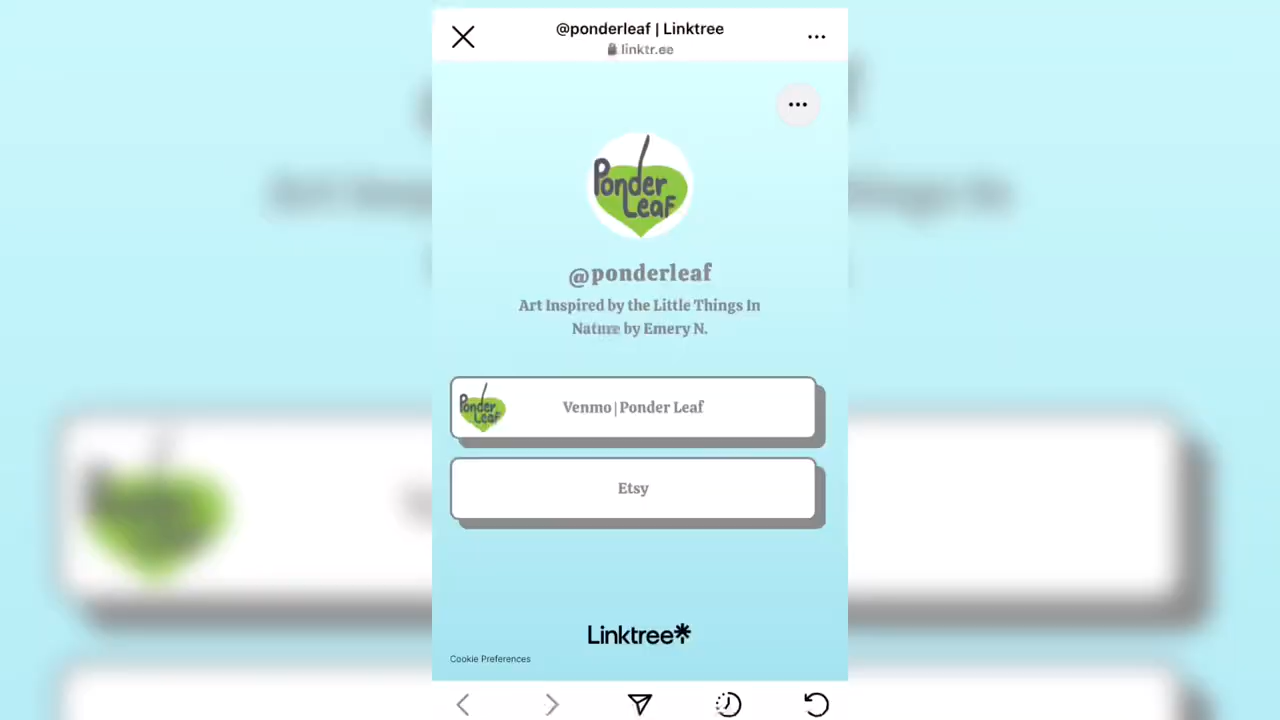 @ponderleaf | Linktree
linktr.ee
Ponder
Leaf
@ponderleaf
Art Inspired by the Little Things In
Nature by Emery N.
Ponder
Leaf
Venmo | Ponder Leaf
Etsy
Linktree
Cookie Preferences